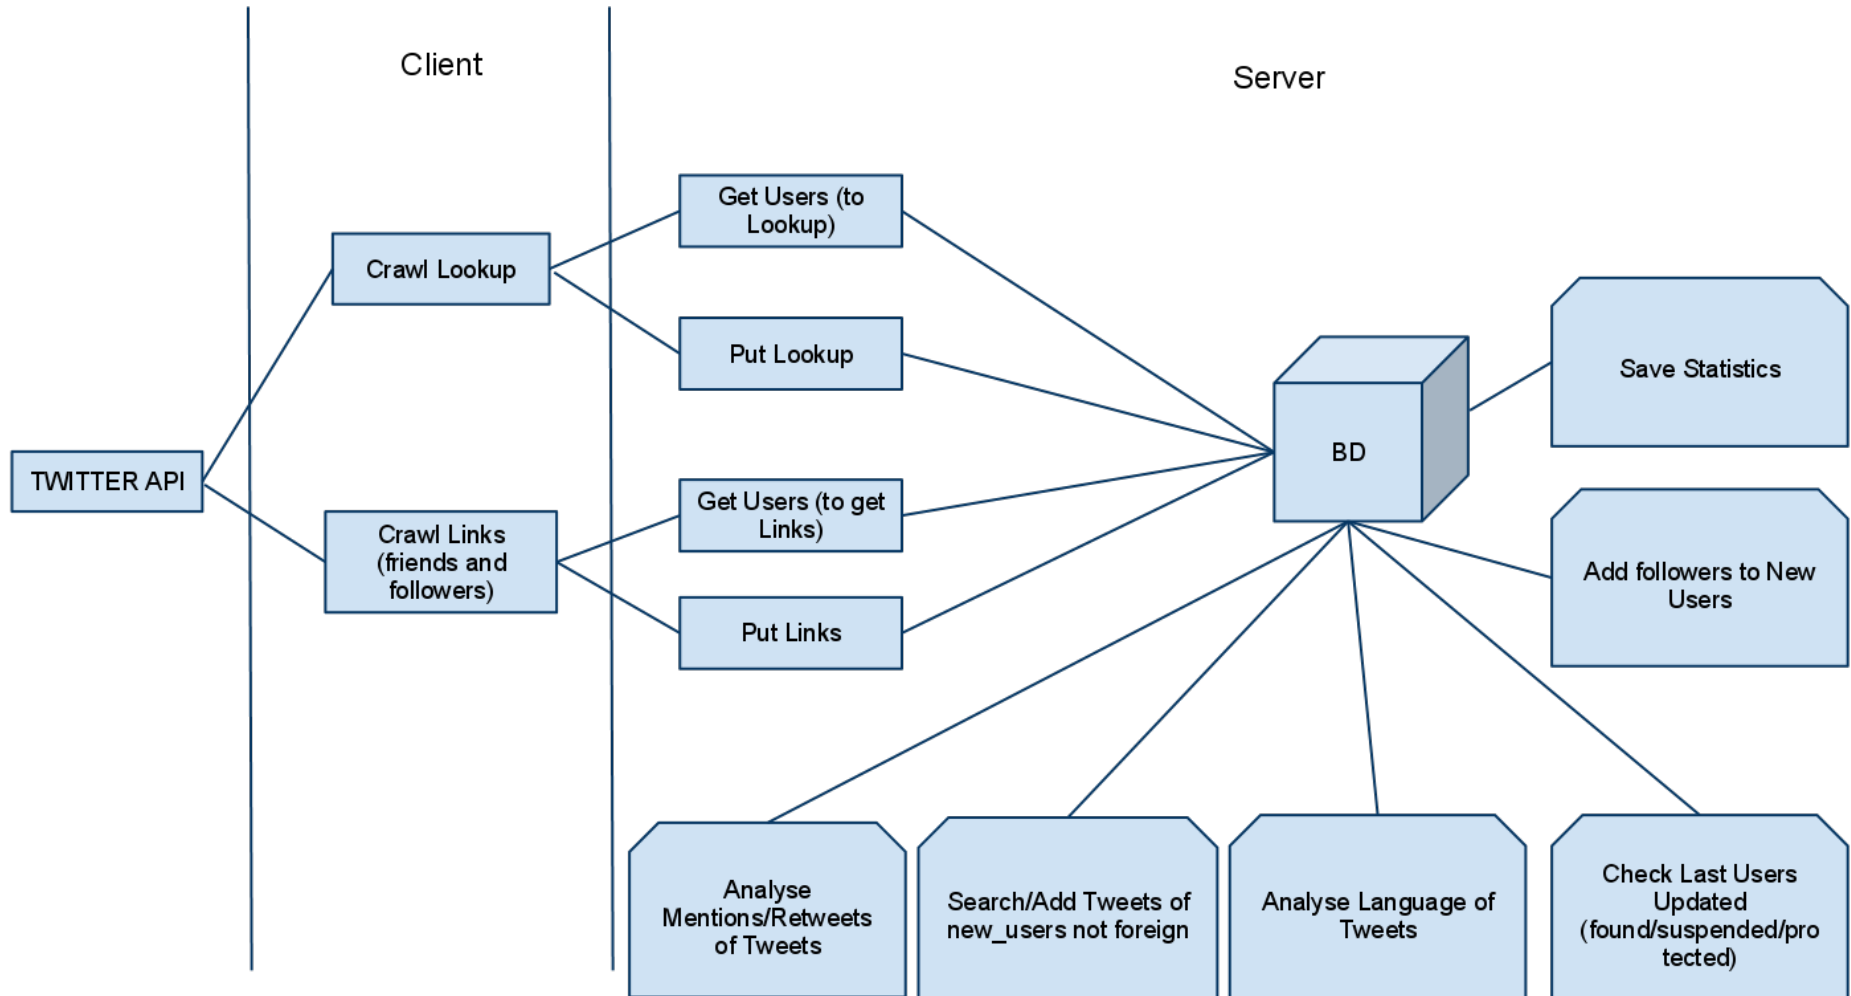 Client
Server
Get Users (to
Lookup)
Crawl Lookup
Put Lookup
Save Statistics
BD
TWITTER API
Get Users (to get
Links)
Crawl Links
(friends and
followers)
Add followers to New
Users
Put Links
Analyse
Mentions/Retweets
of Tweets
Search/Add Tweets of
new_users not foreign
Analyse Language of
Tweets
Check Last Users
Updated
(found/suspended/pro
tected)